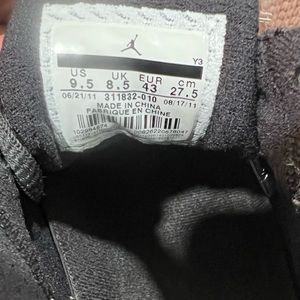 Y3
US UK EUR cm
9.5 8.5 43 27.5
06/21/11 311832-010 08/17/11
MADE IN CHINA
FABRIQUE EN CHINE